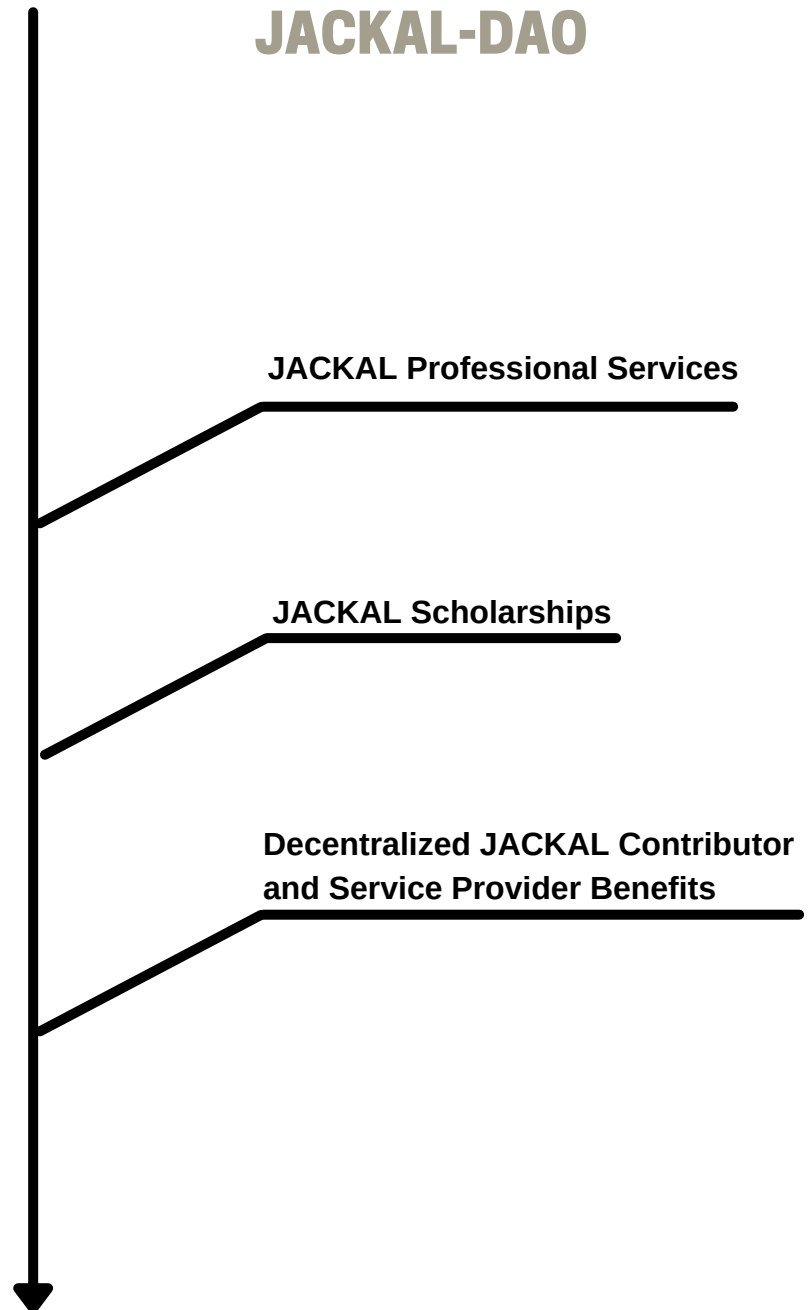 JACKAL-DAO
JACKAL Professional Services
JACKAL Scholarships
Decentralized JACKAL Contributor
and Service Provider Benefits